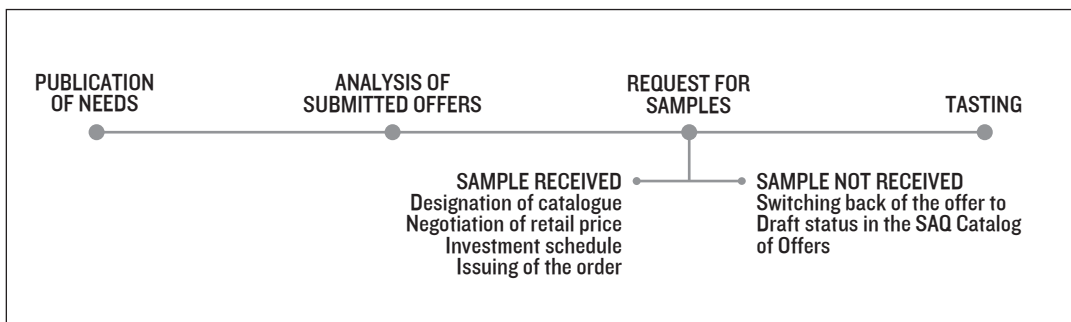 PUBLICATION
OF NEEDS
ANALYSIS OF
SUBMITTED OFFERS
REQUEST FOR
SAMPLES
TASTING
SAMPLE RECEIVED
Designation of catalogue
Negotiation of retail price
Investment schedule
Issuing of the order
SAMPLE NOT RECEIVED
Switching back of the offer to
Draft status in the SAQ Catalog
of Offers